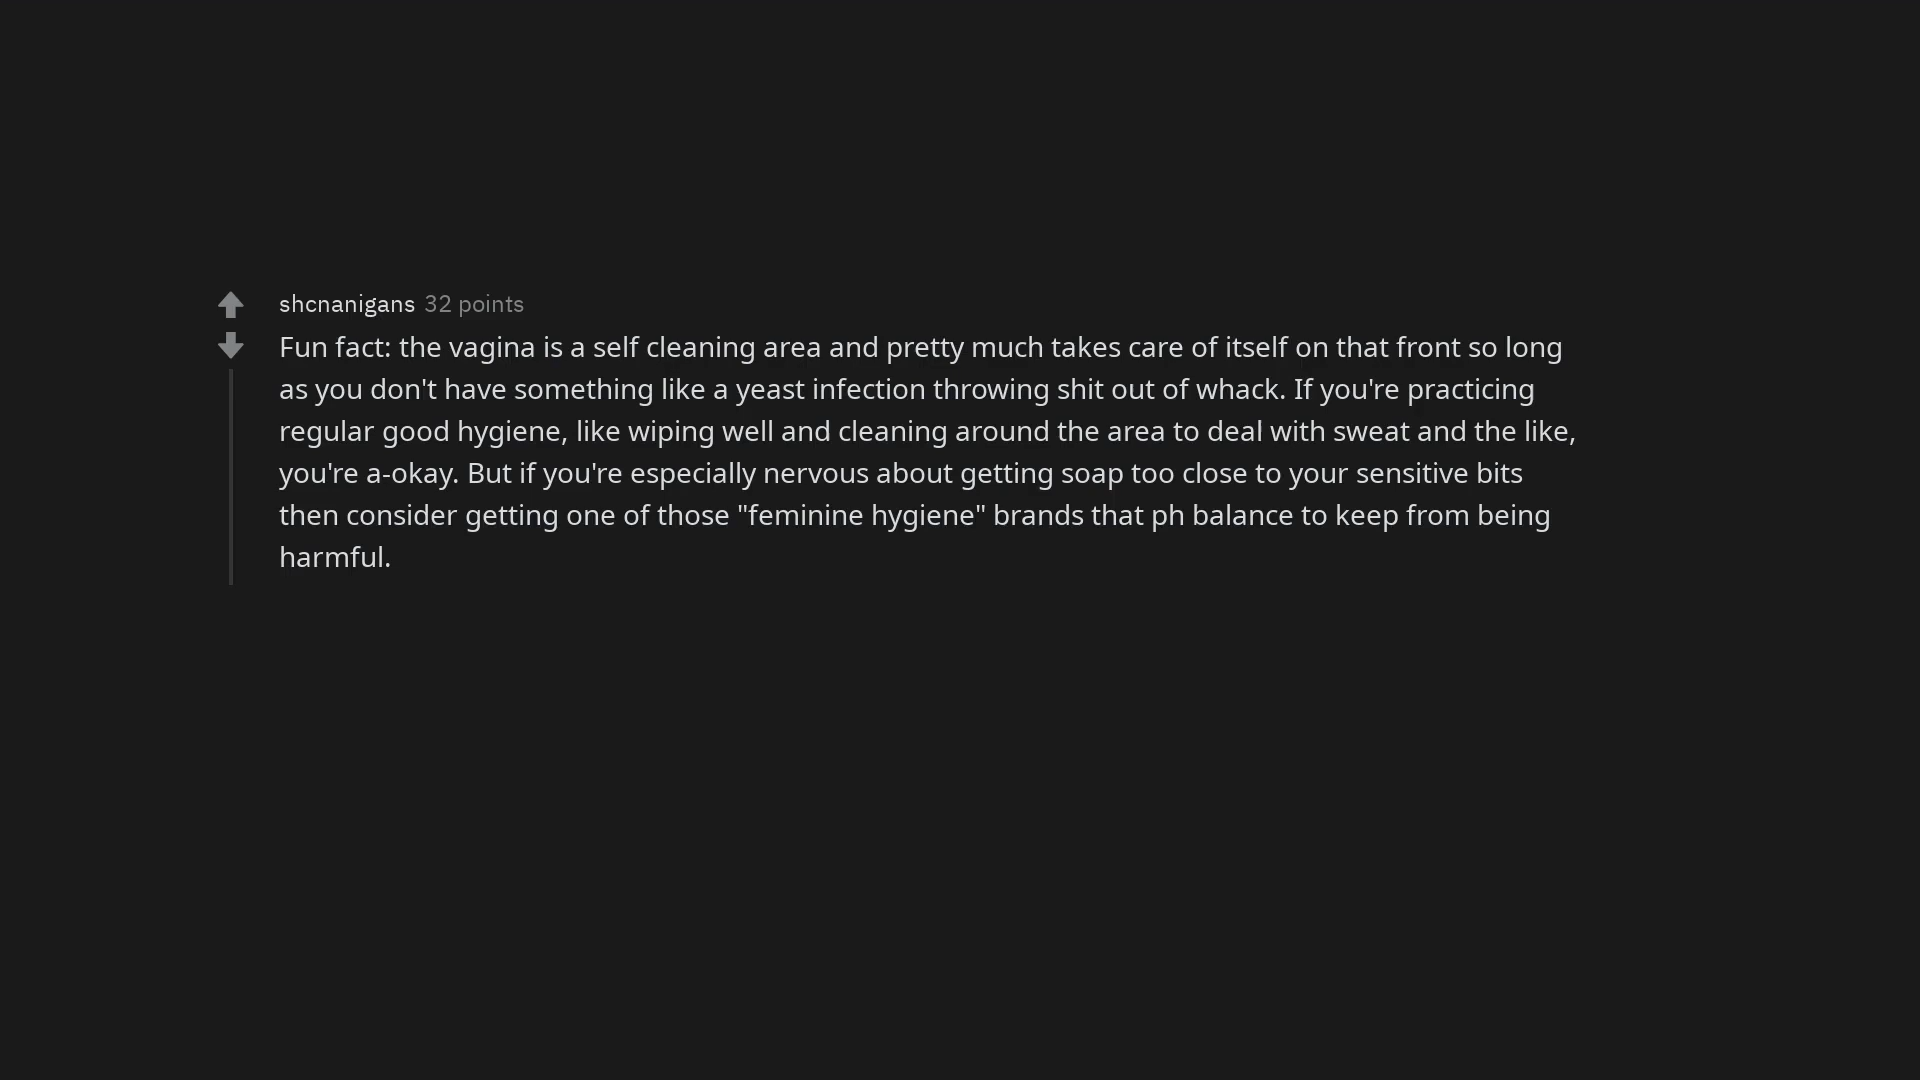 shcnanigans 32 points
Fun fact: the vagina is a self cleaning area and pretty much takes care of itself on that front so long
as you don't have something like a yeast infection throwing shit out of whack. If you're practicing
regular good hygiene, like wiping well and cleaning around the area to deal with sweat and the like,
you're a-okay. But if you're especially nervous about getting soap too close to your sensitive bits
then consider getting one of those "feminine hygiene" brands that ph balance to keep from being
harmful.